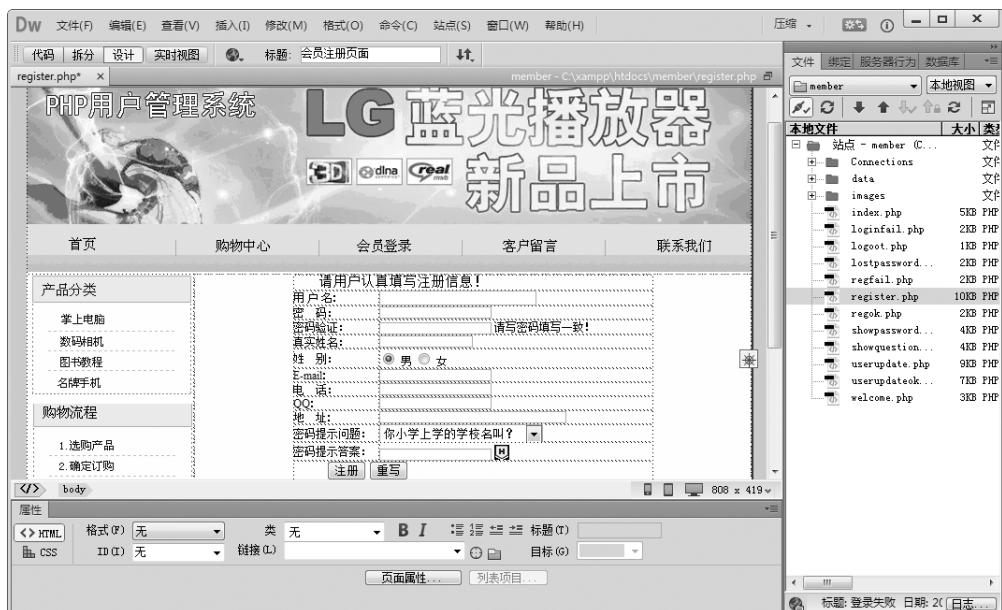 DW 文件(F) 编辑(E) 查看(V) 插入(I) 修改(M) 格式(O) 命令(C) 站点(S) 窗口(W) 帮助(H) 压缩
代码 拆分 设计 实时视图 标题: 会员注册页面
register.php* × member - C:\xampp\htdocs\member\register.php
PHP用户管理系统
LG 蓝光播放器
新品上市
3D dlna real
首页 购物中心 会员登录 客户留言 联系我们
产品分类
掌上电脑
数码相机
图书教程
名牌手机
购物流程
1.选购产品
2.确定订购
请用户认真填写注册信息!
用户名:
密 码:
密码验证: 请写密码填写一致!
真实姓名:
姓 别: 男 女
E-mail:
电 话:
QQ:
地 址:
密码提示问题: 你小学上学的学校名叫?
密码提示答案:
注册 重写
body 808 x 419
属性
<> HTML 格式(F) 无 类 无 B I 标题(T)
CSS ID(I) 无 链接(L) 目标(G)
页面属性... 列表项目...
文件 绑定 服务器行为 数据库
member 本地视图
本地文件 大小 类
站点 - member (C... 文件
Connections 文件
data 文件
images 文件
index.php 5KB PHP
loginfail.php 2KB PHP
logoot.php 1KB PHP
lostpassword... 2KB PHP
regfail.php 2KB PHP
register.php 10KB PHP
regok.php 2KB PHP
showpassword... 4KB PHP
showquestion... 4KB PHP
userupdate.php 9KB PHP
userupdateok... 7KB PHP
welcome.php 3KB PHP
标题: 登录失败 日期: 20 日志...